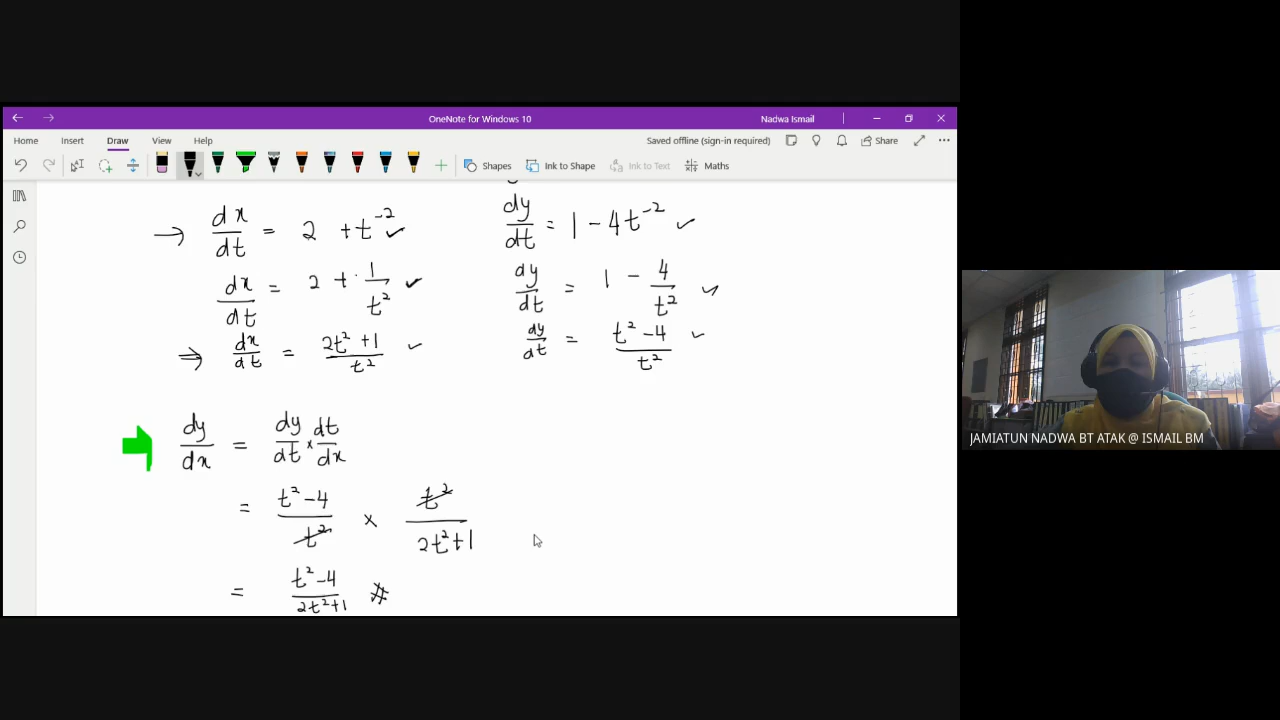 OneNote for Windows 10
Nadwa Ismail
Home Insert Draw View Help
Saved offline (sign-in required) Share
Shapes Ink to Shape Ink to Text Maths
→ dx/dt = 2 + t⁻² ✓
dy/dt = 1 − 4t⁻² ✓
dx/dt = 2 + 1/t² ✓
dy/dt = 1 − 4/t² ✓
⇒ dx/dt = 2t² + 1/t² ✓
dy/dt = t² − 4/t² ✓
dy/dx = dy/dt × dt/dx
= t² − 4/t² × t²/2t² + 1
= t² − 4/2t² + 1 #
JAMIATUN NADWA BT ATAK @ ISMAIL BM